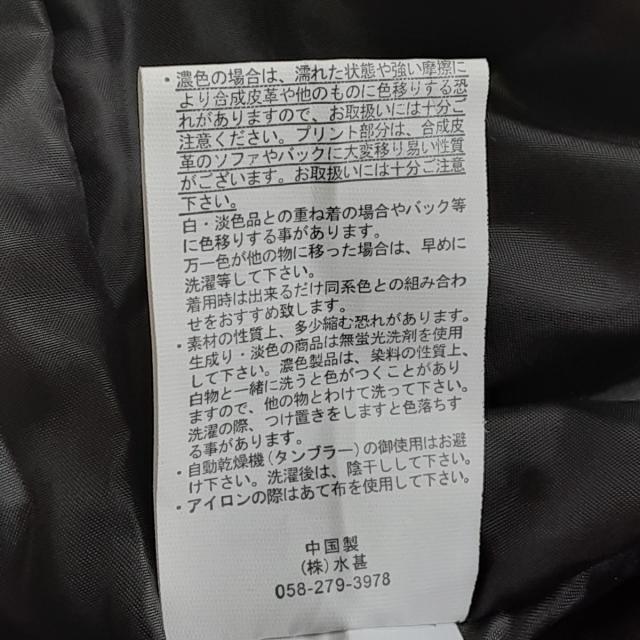 ・濃色の場合は、濡れた状態や強い摩擦に
より合成皮革や他のものに色移りする恐
れがありますので、お取扱いには十分ご
注意ください。プリント部分は、合成皮
革のソファやバックに大変移り易い性質
がございます。お取扱いには十分ご注意
下さい。
白・淡色品との重ね着の場合やバック等
に色移りする事があります。
万一色が他の物に移った場合は、早めに
洗濯等して下さい。
着用時は出来るだけ同系色との組み合わ
せをおすすめ致します。
・素材の性質上、多少縮む恐れがあります。
生成り・淡色の商品は無蛍光洗剤を使用
して下さい。濃色製品は、染料の性質上、
白物と一緒に洗うと色がつくことがあり
ますので、他の物とわけて洗って下さい。
洗濯の際、つけ置きをしますと色落ちす
る事があります。
・自動乾燥機(タンブラー)の御使用はお避
け下さい。洗濯後は、陰干しして下さい。
・アイロンの際はあて布を使用して下さい。
中国製
(株)水甚
058-279-3978